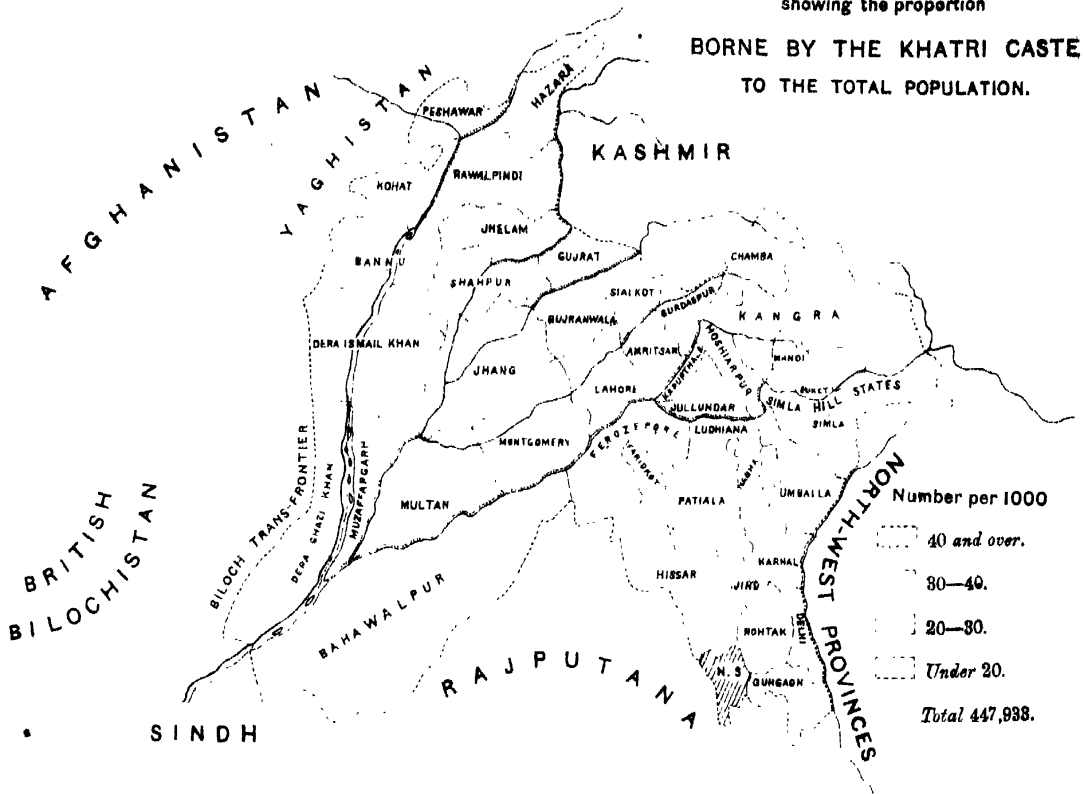 showing the proportion
BORNE BY THE KHATRI CASTE
TO THE TOTAL POPULATION.
AFGHANISTAN
YAGHISTAN
PESHAWAR
HAZARA
KASHMIR
KOHAT
RAWALPINDI
JHELAM
GUJRAT
BANNU
SHAHPUR
CHAMBA
SIALKOT
GURDASPUR
GUJRANWALA
KANGRA
DERA ISMAIL KHAN
AMRITSAR
HOSHIARPUR
MANDI
JHANG
KAPURTHALA
LAHORE
SUKET
SIMLA HILL STATES
JULLUNDAR
SIMLA
LUDHIANA
MONTGOMERY
FEROZEPORE
FARIDKOT
NABHA
MULTAN
PATIALA
UMBALLA
MUZAFFARGARH
DERA GHAZI KHAN
BILOCH TRANS-FRONTIER
BRITISH
BILOCHISTAN
NORTH-WEST PROVINCES
Number per 1000
40 and over.
30—40.
20—30.
Under 20.
Total 447,933.
HISSAR
KARNAL
JIND
ROHTAK
DELHI
BAHAWALPUR
RAJPUTANA
N.S
GURGAON
SINDH